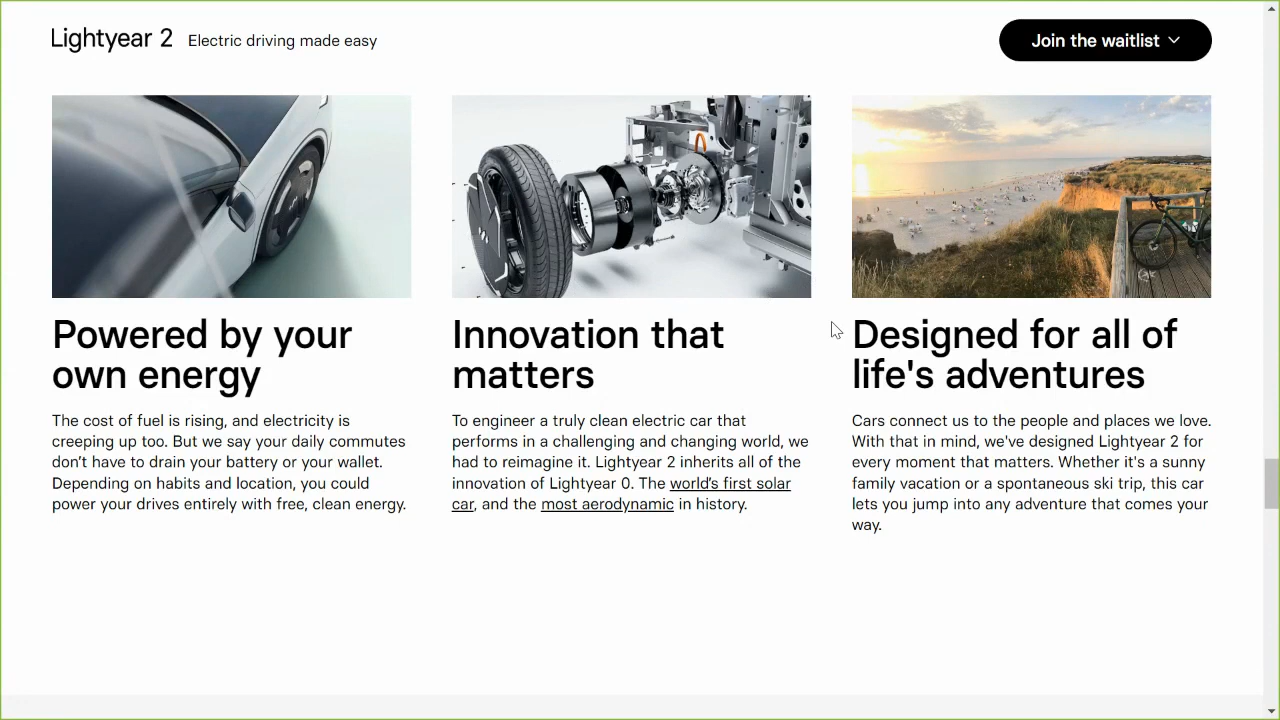 Lightyear 2 Electric driving made easy
Join the waitlist
Powered by your
own energy
The cost of fuel is rising, and electricity is
creeping up too. But we say your daily commutes
don’t have to drain your battery or your wallet.
Depending on habits and location, you could
power your drives entirely with free, clean energy.
Innovation that
matters
To engineer a truly clean electric car that
performs in a challenging and changing world, we
had to reimagine it. Lightyear 2 inherits all of the
innovation of Lightyear 0. The world’s first solar
car, and the most aerodynamic in history.
Designed for all of
life's adventures
Cars connect us to the people and places we love.
With that in mind, we've designed Lightyear 2 for
every moment that matters. Whether it's a sunny
family vacation or a spontaneous ski trip, this car
lets you jump into any adventure that comes your
way.